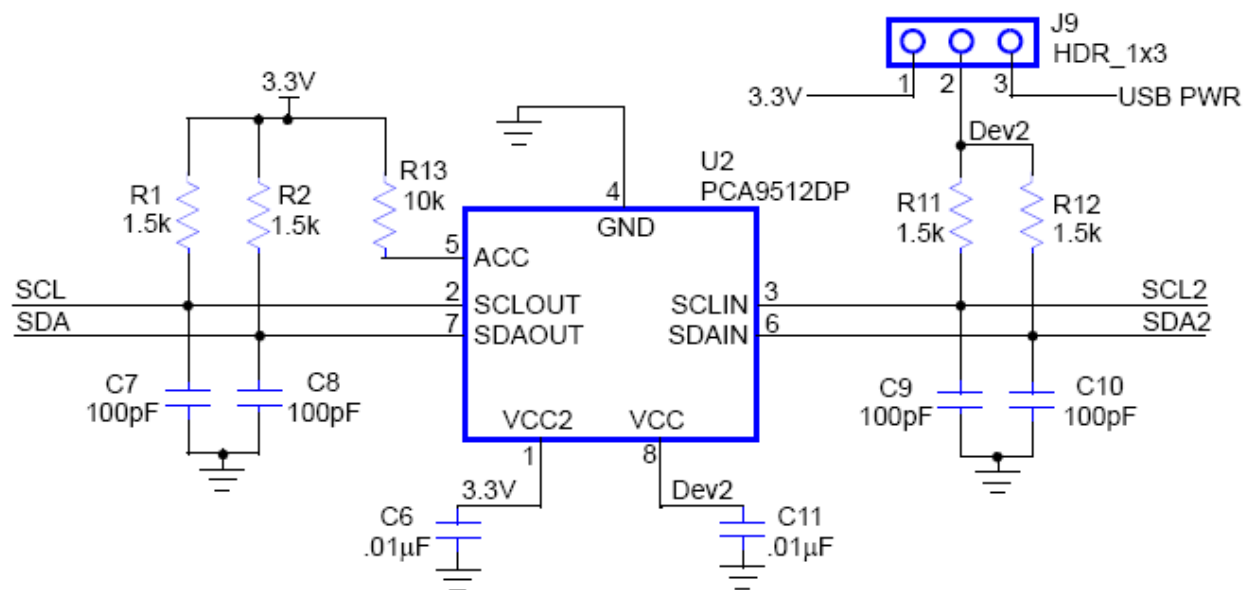 J9
HDR_1x3
1
2
3
3.3V
USB PWR
Dev2
3.3V
R1
1.5k
R2
1.5k
R13
10k
U2
PCA9512DP
4
GND
R11
1.5k
R12
1.5k
5
ACC
SCL
2
SCLOUT
SCLIN
3
SCL2
SDA
7
SDAOUT
SDAIN
6
SDA2
C7
100pF
C8
100pF
C9
100pF
C10
100pF
VCC2
VCC
1
8
3.3V
Dev2
C6
.01µF
C11
.01µF